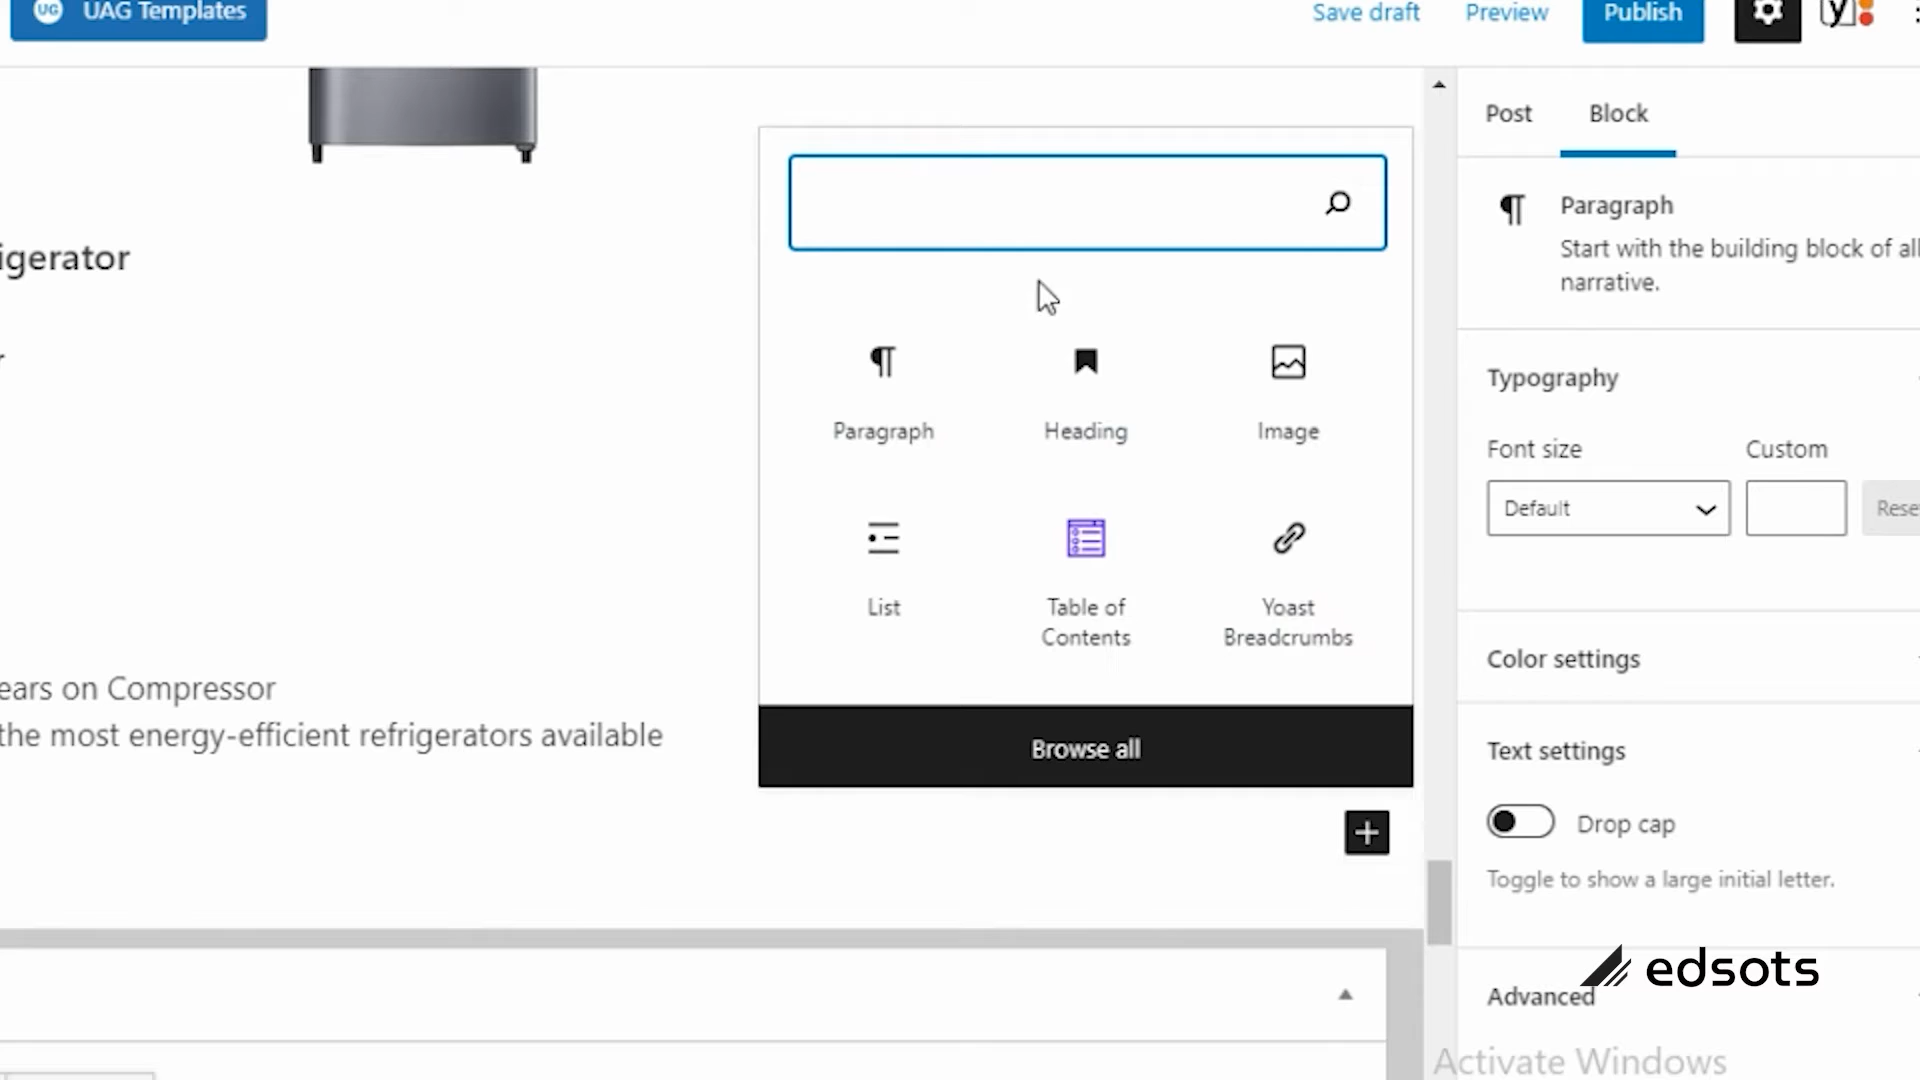 UG UAG Templates
Save draft
Preview
Publish
Post
Block
Paragraph
Start with the building block of all
narrative.
igerator
Paragraph
Heading
Image
Typography
Font size
Custom
Default
Rese
List
Table of
Contents
Yoast
Breadcrumbs
Color settings
ears on Compressor
the most energy-efficient refrigerators available
Browse all
Text settings
Drop cap
Toggle to show a large initial letter.
edsots
Advanced
Activate Windows